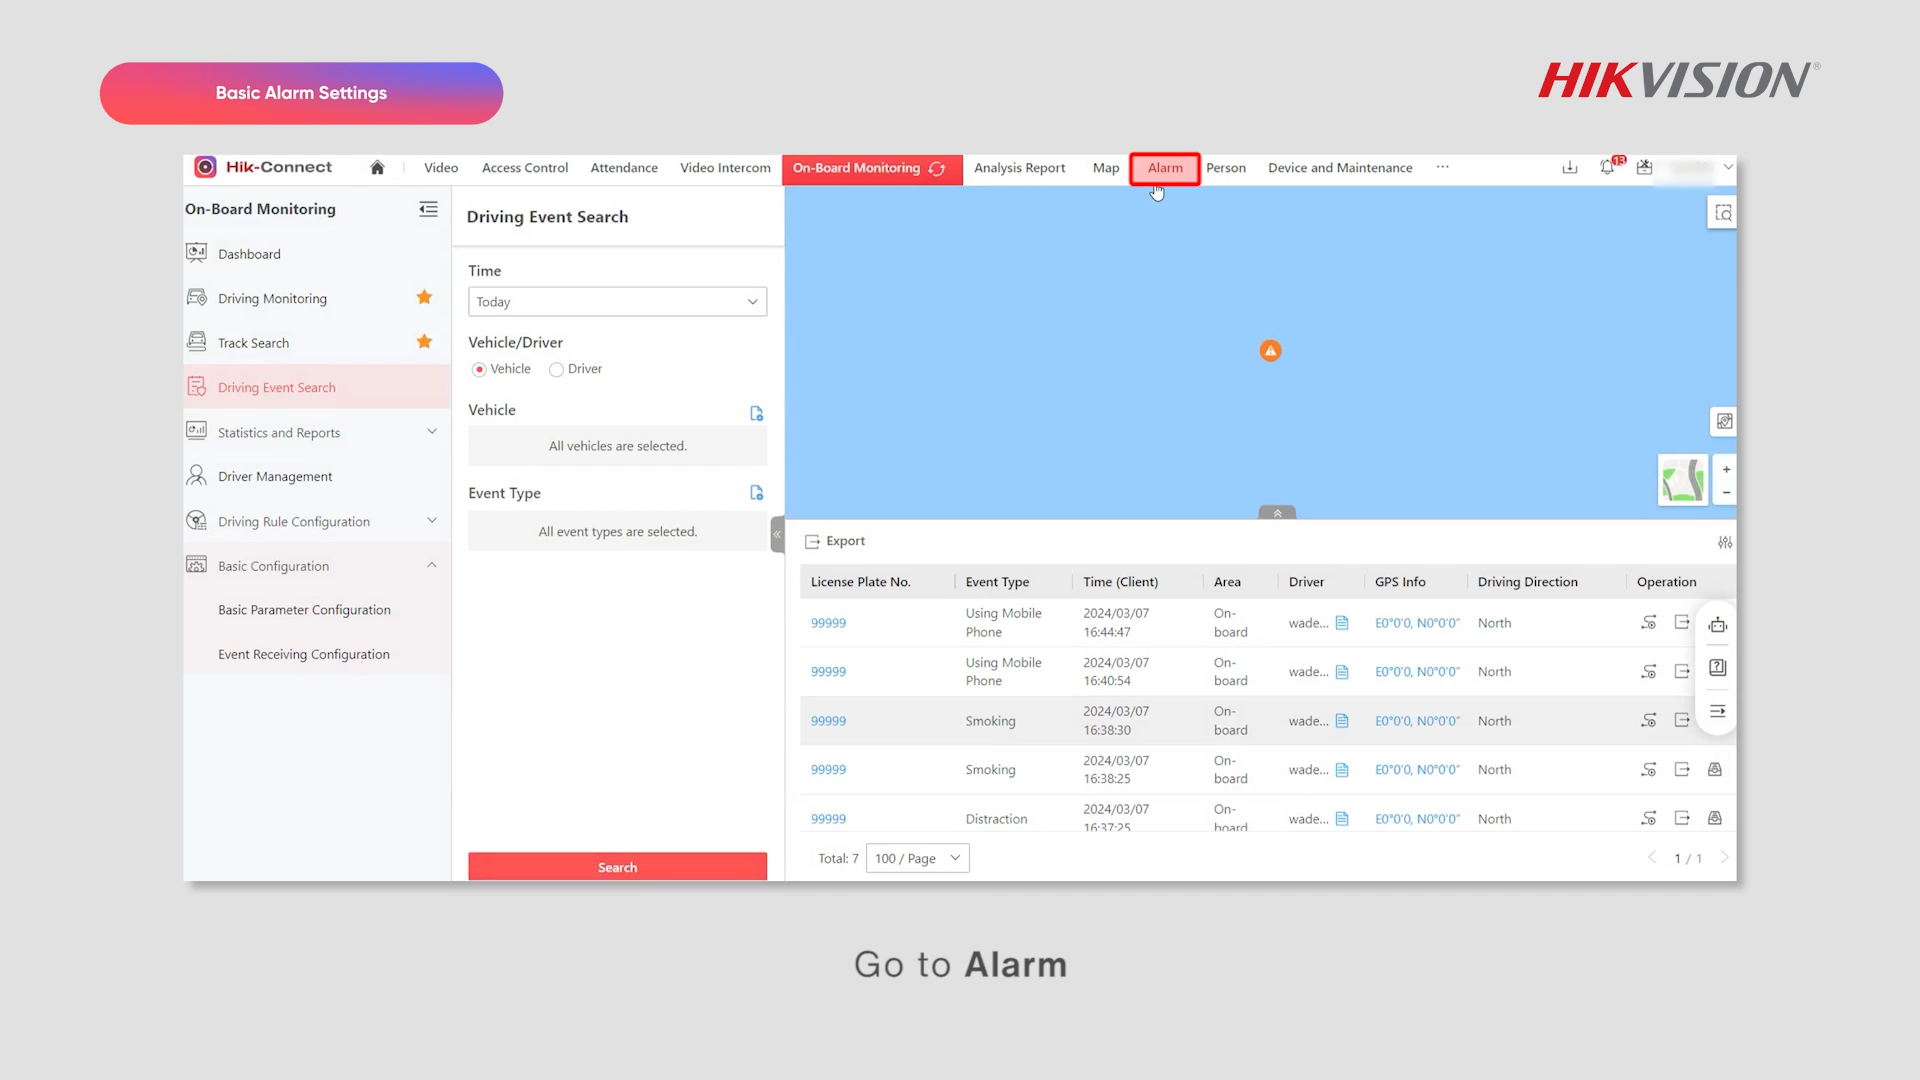 Basic Alarm Settings
HIKVISION®
Hik-Connect
Video
Access Control
Attendance
Video Intercom
On-Board Monitoring
Analysis Report
Map
Alarm
Person
Device and Maintenance
...
13
On-Board Monitoring
Dashboard
Driving Monitoring
Track Search
Driving Event Search
Statistics and Reports
Driver Management
Driving Rule Configuration
Basic Configuration
Basic Parameter Configuration
Event Receiving Configuration
Driving Event Search
Time
Today
Vehicle/Driver
Vehicle
Driver
Vehicle
All vehicles are selected.
Event Type
All event types are selected.
Search
+
−
Export
License Plate No.
Event Type
Time (Client)
Area
Driver
GPS Info
Driving Direction
Operation
99999
Using Mobile
Phone
2024/03/07
16:44:47
On-
board
wade...
E0°0'0, N0°0'0"
North
99999
Using Mobile
Phone
2024/03/07
16:40:54
On-
board
wade...
E0°0'0, N0°0'0"
North
99999
Smoking
2024/03/07
16:38:30
On-
board
wade...
E0°0'0, N0°0'0"
North
99999
Smoking
2024/03/07
16:38:25
On-
board
wade...
E0°0'0, N0°0'0"
North
99999
Distraction
2024/03/07
16:37:25
On-
board
wade...
E0°0'0, N0°0'0"
North
Total: 7
100 / Page
1 / 1
Go to Alarm